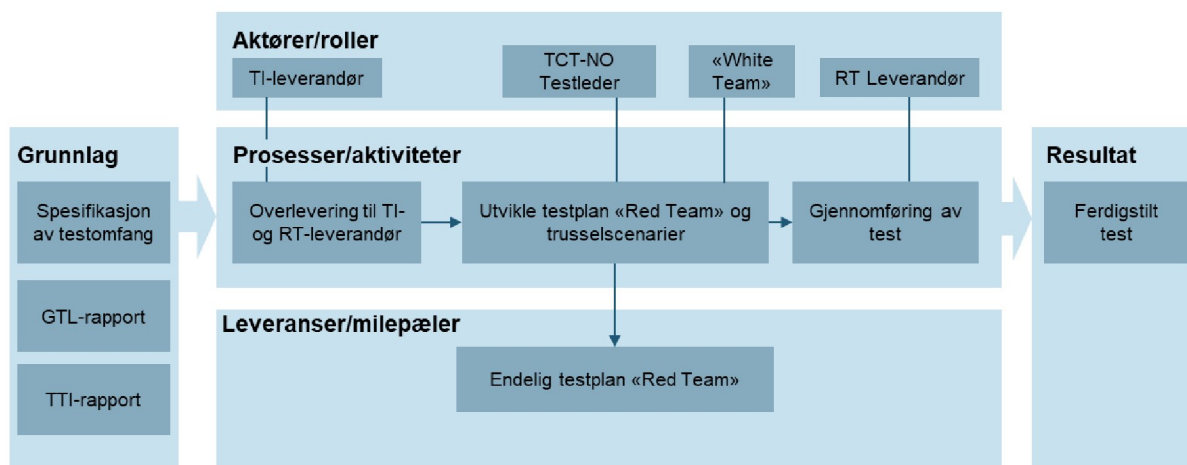 Aktører/roller
TI-leverandør
TCT-NO
Testleder
«White
Team»
RT Leverandør
Grunnlag
Spesifikasjon
av testomfang
GTL-rapport
TTI-rapport
Prosesser/aktiviteter
Overlevering til TI-
og RT-leverandør
Utvikle testplan «Red Team» og
trusselscenarier
Gjennomføring av
test
Leveranser/milepæler
Endelig testplan «Red Team»
Resultat
Ferdigstilt
test